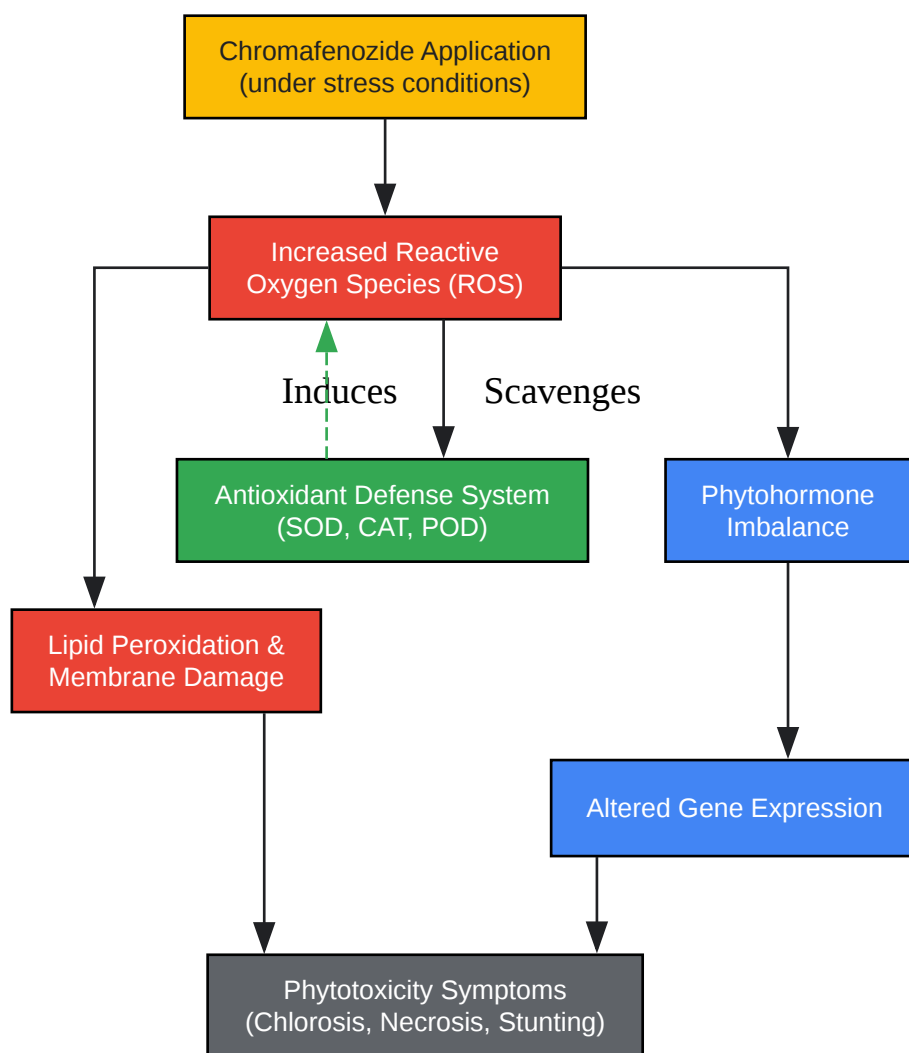 Chromafenozide Application
(under stress conditions)
Increased Reactive
Oxygen Species (ROS)
Induces
Scavenges
Antioxidant Defense System
(SOD, CAT, POD)
Phytohormone
Imbalance
Lipid Peroxidation &
Membrane Damage
Altered Gene Expression
Phytotoxicity Symptoms
(Chlorosis, Necrosis, Stunting)